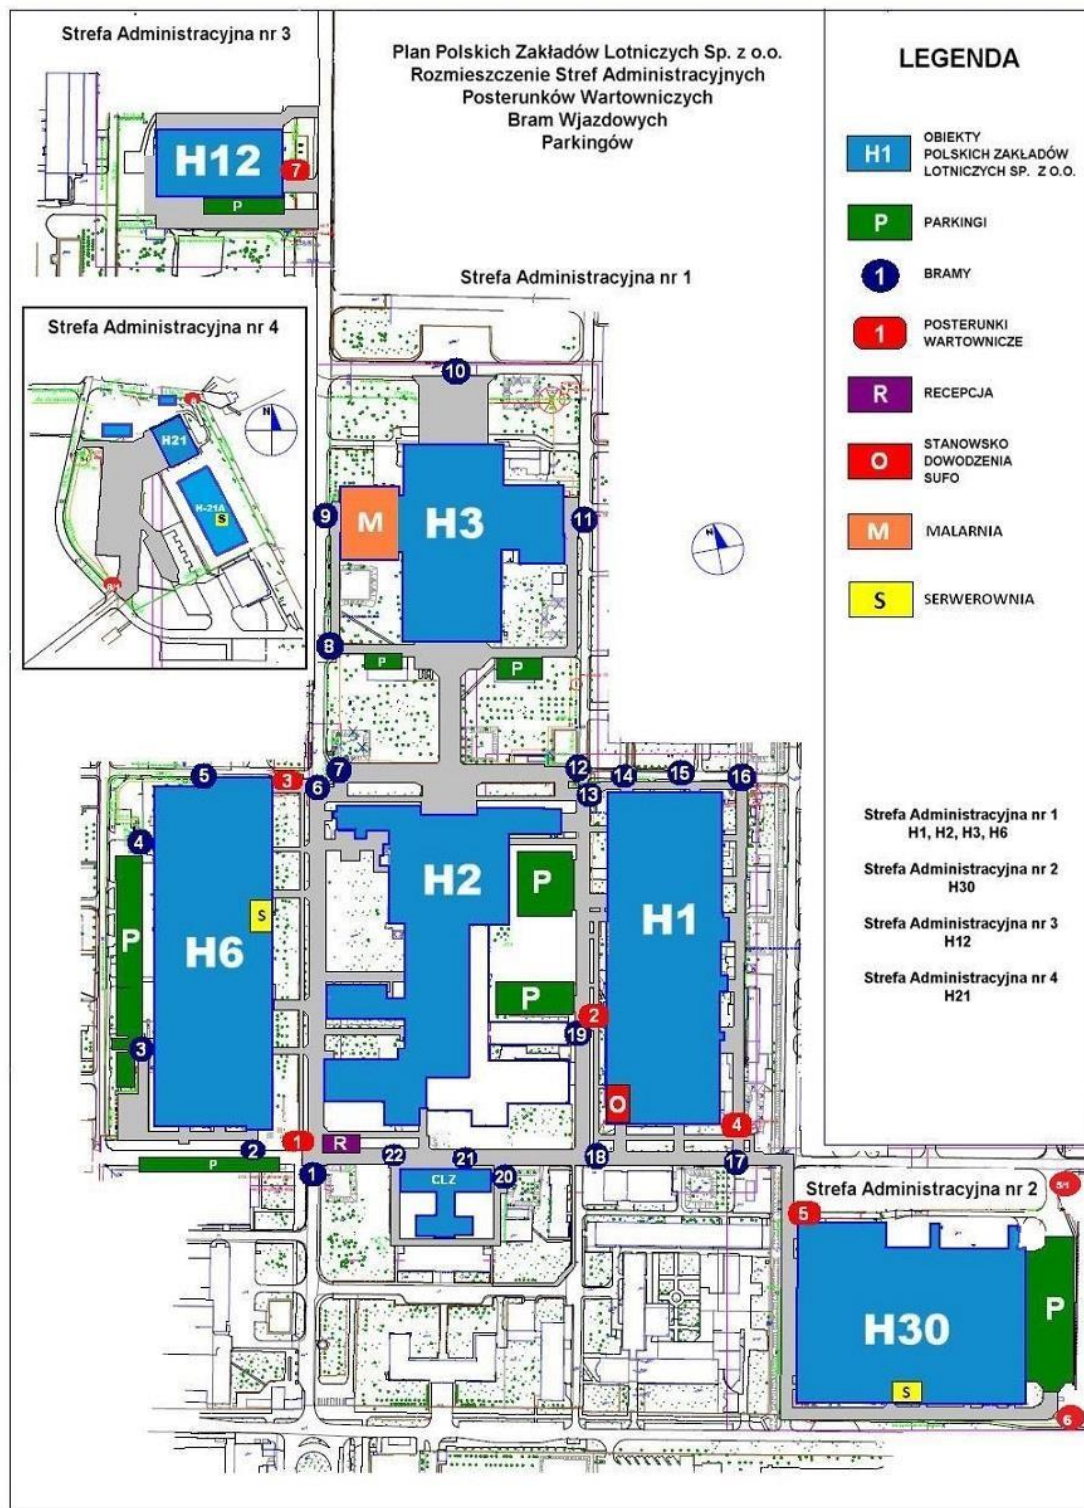 Strefa Administracyjna nr 3
H12
7
P
Plan Polskich Zakładów Lotniczych Sp. z o.o.
Rozmieszczenie Stref Administracyjnych
Posterunków Wartowniczych
Bram Wjazdowych
Parkingów
LEGENDA
H1
OBIEKTY
POLSKICH ZAKŁADÓW
LOTNICZYCH SP. Z O.O.
P
PARKINGI
1
BRAMY
1
POSTERUNKI
WARTOWNICZE
R
RECEPCJA
O
STANOWSKO
DOWODZENIA
SUFO
M
MALARNIA
S
SERWEROWNIA
Strefa Administracyjna nr 4
N
H21
H-21A
S
Strefa Administracyjna nr 1
10
9
M
H3
11
N
8
P
P
5
3
6
7
12
13
14
15
16
4
P
H6
S
H2
P
H1
P
2
19
3
O
4
2
1
R
1
22
21
20
CLZ
18
17
P
Strefa Administracyjna nr 1
H1, H2, H3, H6
Strefa Administracyjna nr 2
H30
Strefa Administracyjna nr 3
H12
Strefa Administracyjna nr 4
H21
Strefa Administracyjna nr 2
5/1
5
H30
P
S
6